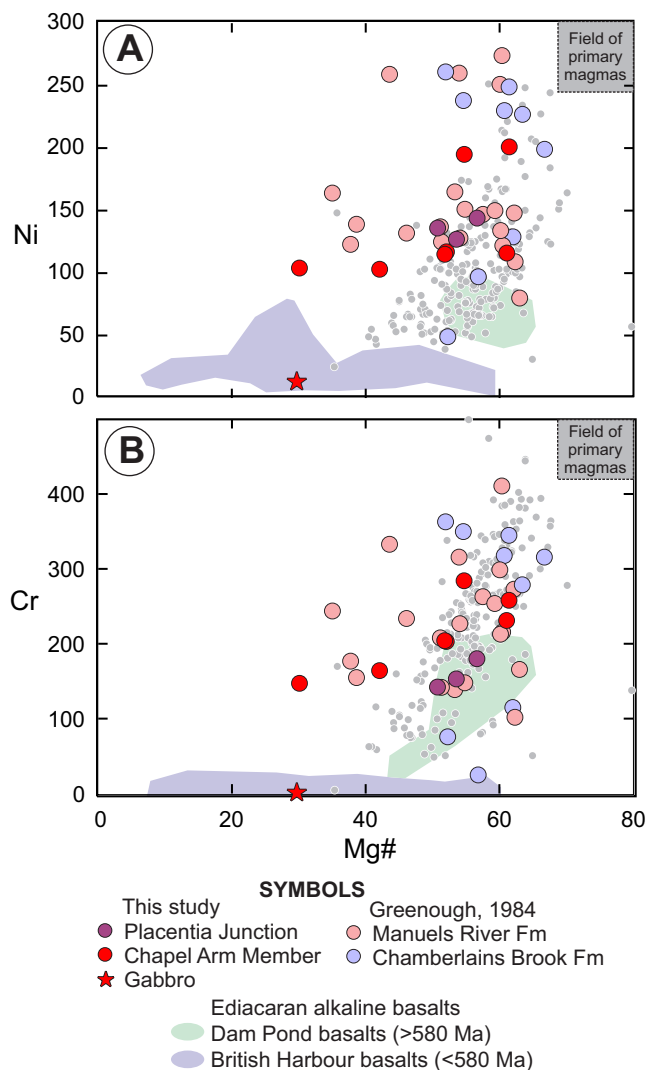 A
Field of
primary
magmas
300
250
200
150
100
50
0
Ni
B
Field of
primary
magmas
400
300
200
100
0
Cr
0 20 40 60 80
Mg#
SYMBOLS
This study
Placentia Junction
Chapel Arm Member
Gabbro
Greenough, 1984
Manuels River Fm
Chamberlains Brook Fm
Ediacaran alkaline basalts
Dam Pond basalts (>580 Ma)
British Harbour basalts (<580 Ma)